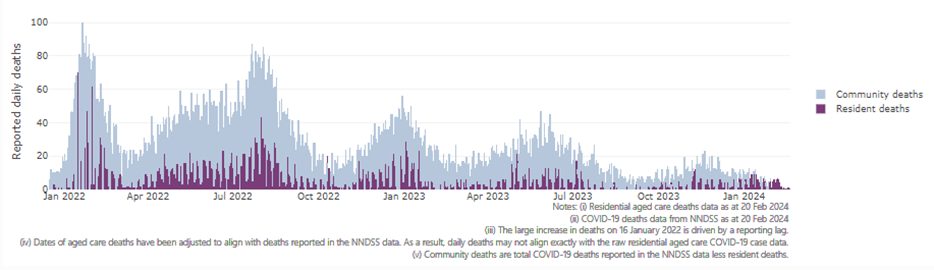 Reported daily deaths
100
80
60
40
20
0
Jan 2022 Apr 2022 Jul 2022 Oct 2022 Jan 2023 Apr 2023 Jul 2023 Oct 2023 Jan 2024
Community deaths
Resident deaths
Notes: (i) Residential aged care deaths data as at 20 Feb 2024
(ii) COVID-19 deaths data from NNDSS as at 20 Feb 2024
(iii) The large increase in deaths on 16 January 2022 is driven by a reporting lag.
(iv) Dates of aged care deaths have been adjusted to align with deaths reported in the NNDSS data. As a result, daily deaths may not align exactly with the raw residential aged care COVID-19 case data.
(v) Community deaths are total COVID-19 deaths reported in the NNDSS data less resident deaths.